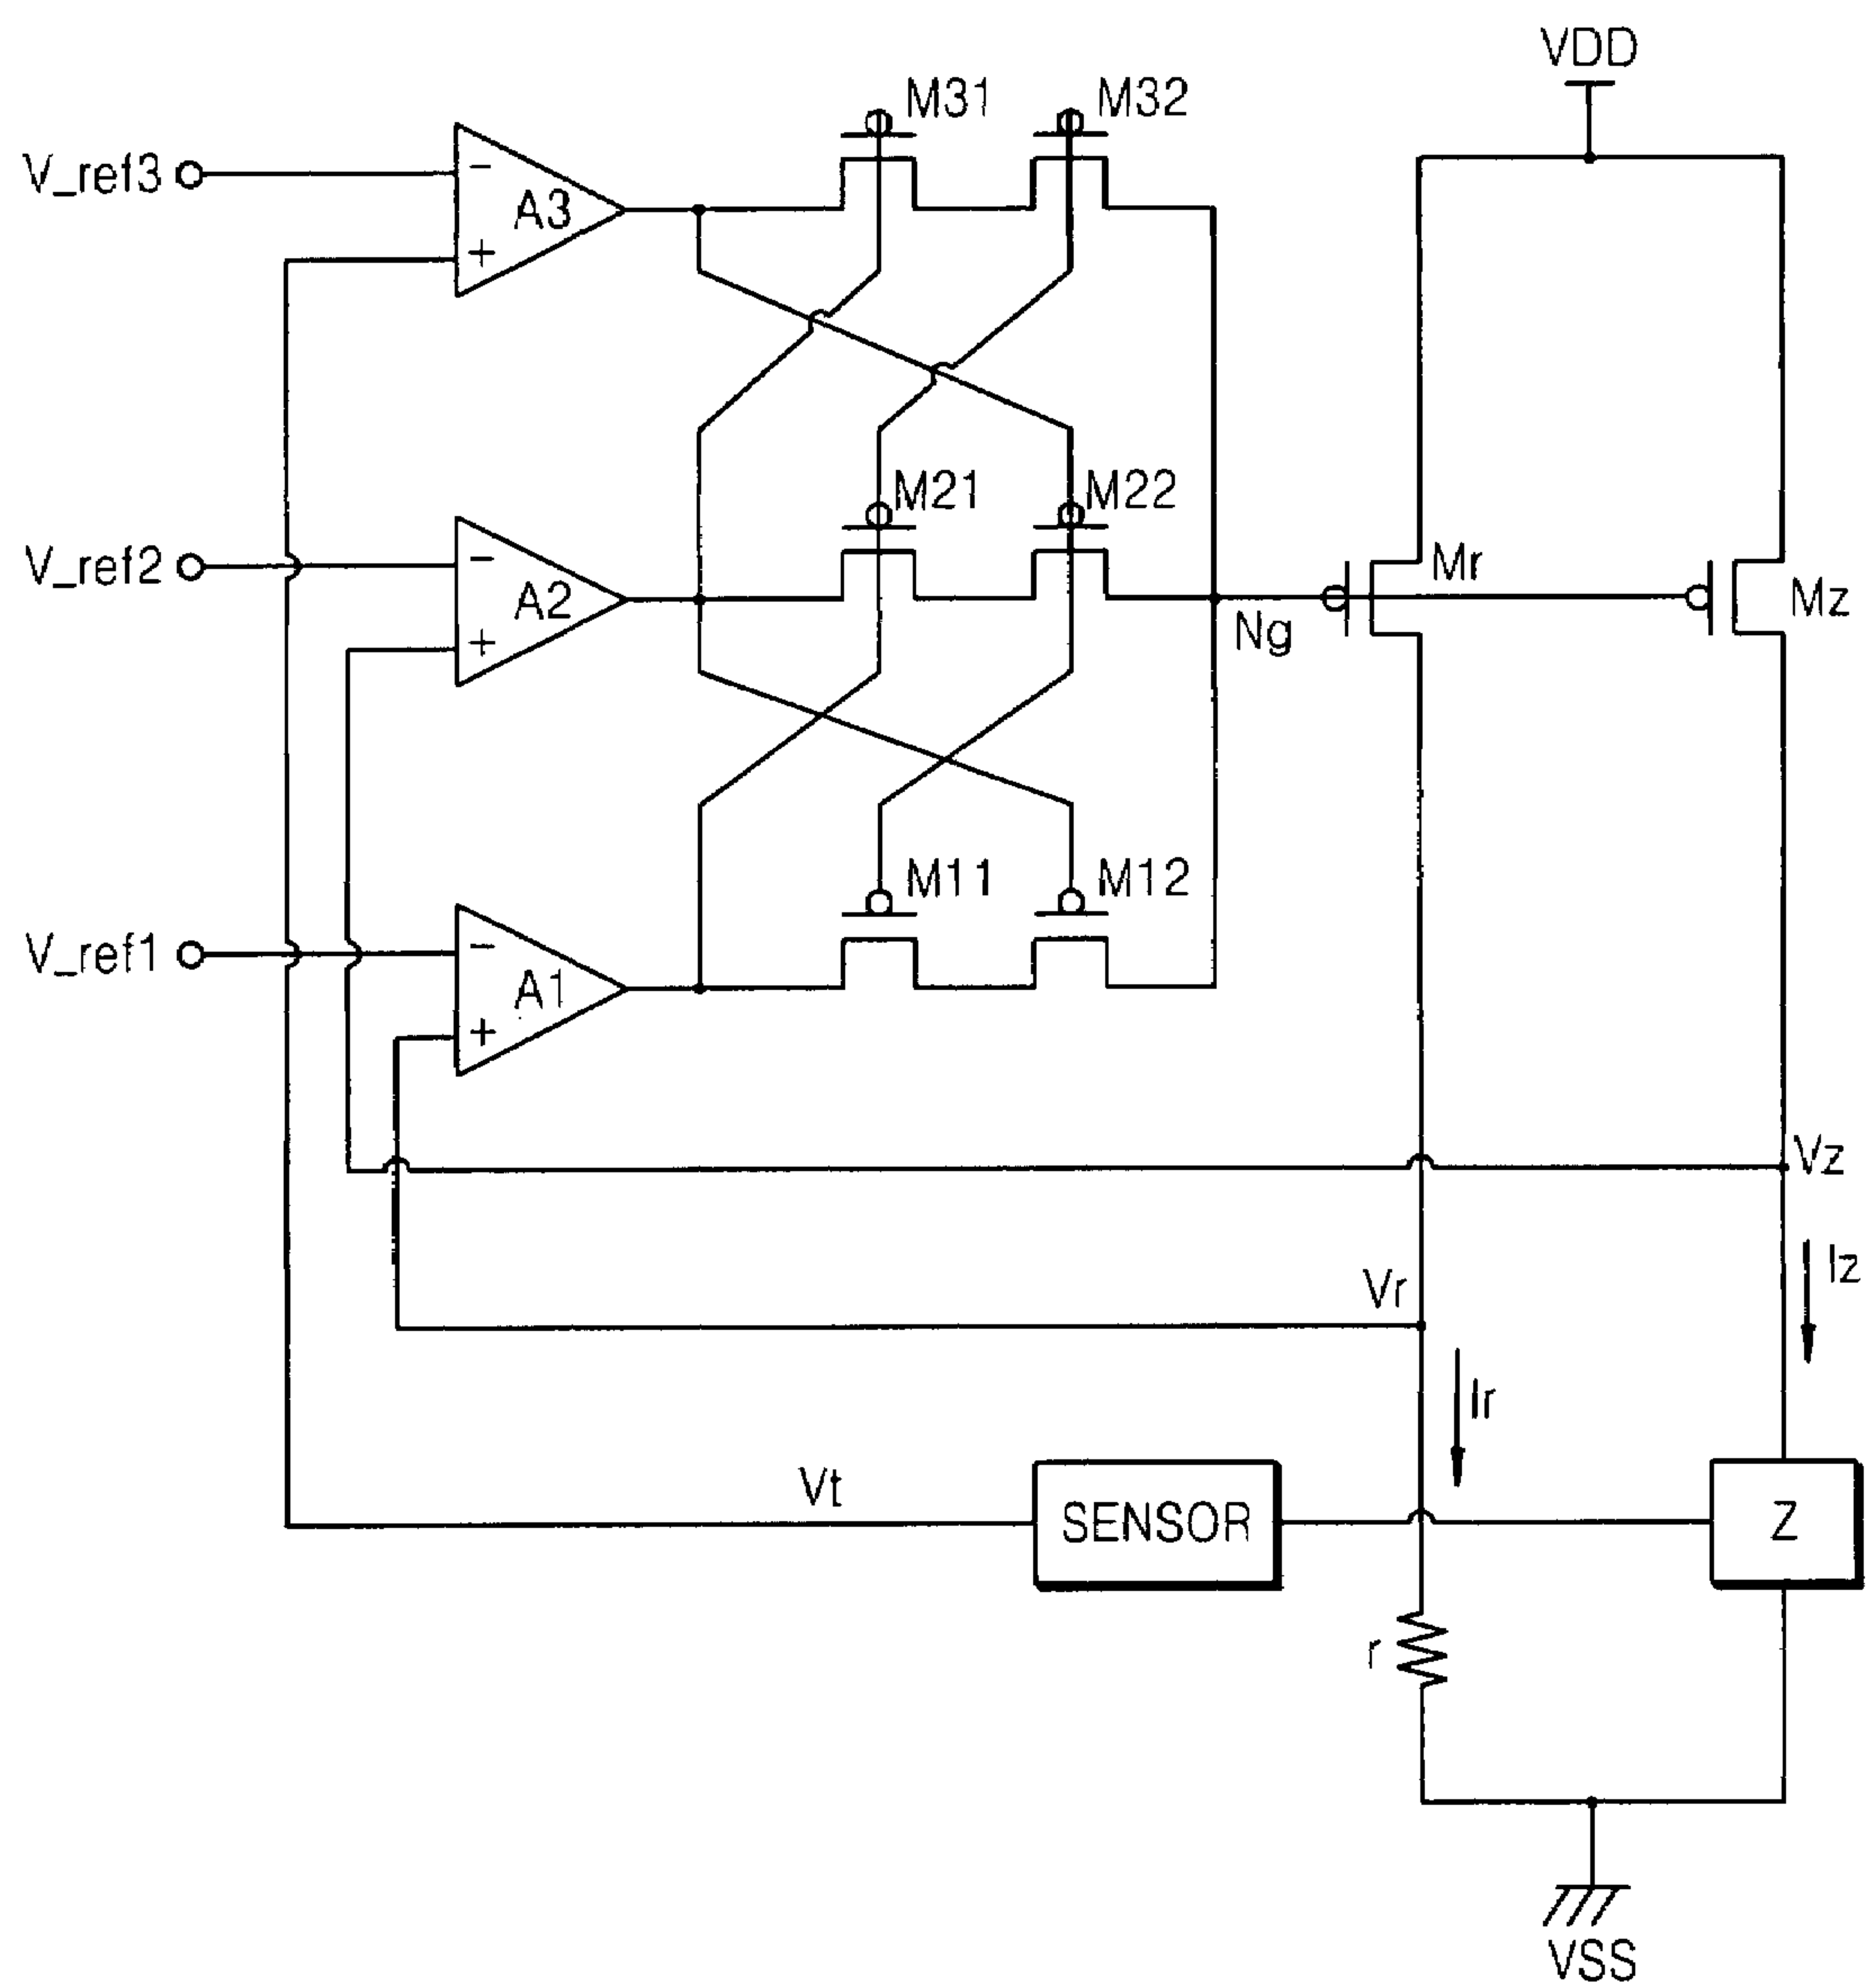 VDD
M31
M32
V_ref3
−
A3
+
M21
M22
V_ref2
−
A2
+
Mr
Mz
Ng
M11
M12
V_ref1
−
A1
+
Vz
Iz
Vr
Ir
Vt
SENSOR
Z
r
VSS